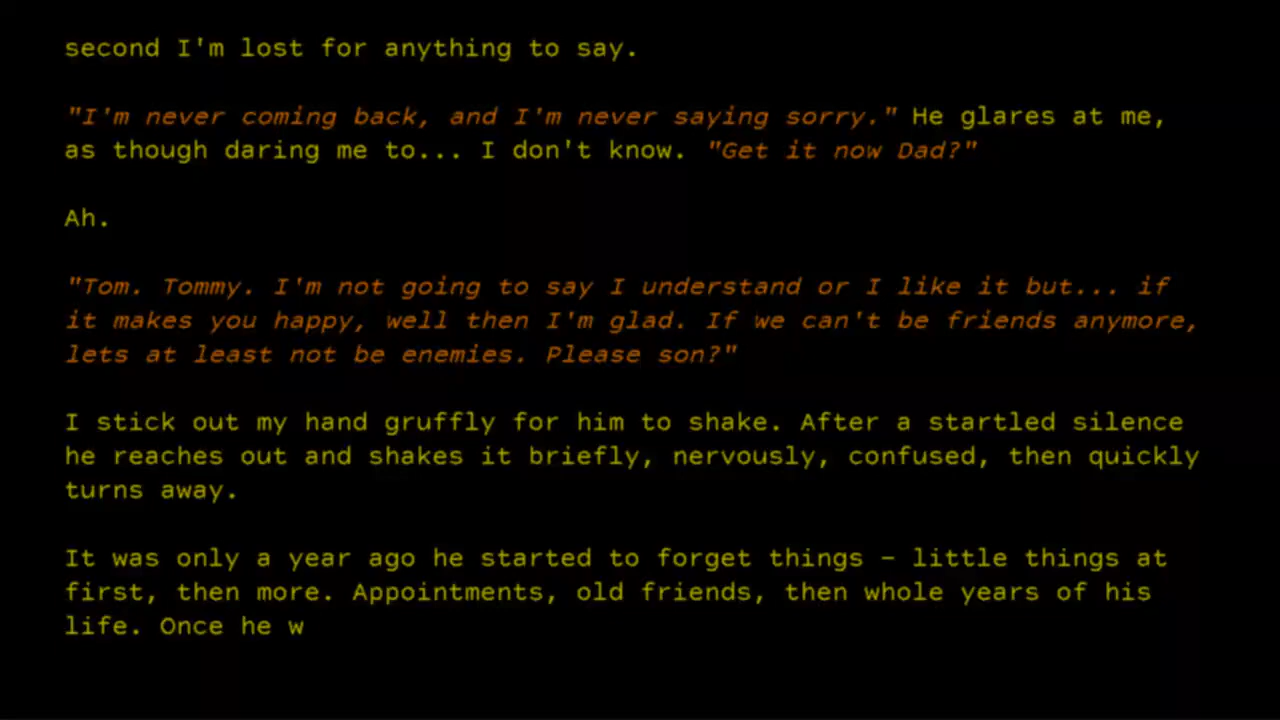 second I'm lost for anything to say.
"I'm never coming back, and I'm never saying sorry." He glares at me,
as though daring me to... I don't know. "Get it now Dad?"
Ah.
"Tom. Tommy. I'm not going to say I understand or I like it but... if
it makes you happy, well then I'm glad. If we can't be friends anymore,
lets at least not be enemies. Please son?"
I stick out my hand gruffly for him to shake. After a startled silence
he reaches out and shakes it briefly, nervously, confused, then quickly
turns away.
It was only a year ago he started to forget things – little things at
first, then more. Appointments, old friends, then whole years of his
life. Once he w